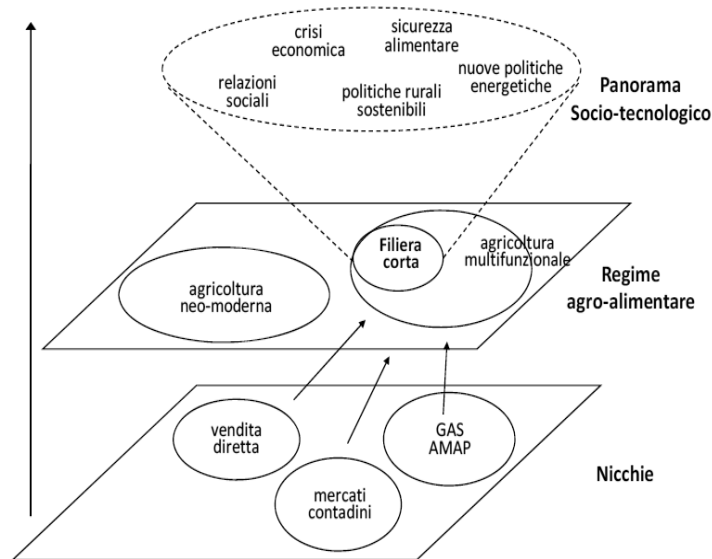 crisi
economica
sicurezza
alimentare
relazioni
sociali
politiche rurali
sostenibili
nuove politiche
energetiche
Panorama
Socio-tecnologico
Filiera
corta
agricoltura
multifunzionale
agricoltura
neo-moderna
Regime
agro-alimentare
vendita
diretta
GAS
AMAP
mercati
contadini
Nicchie